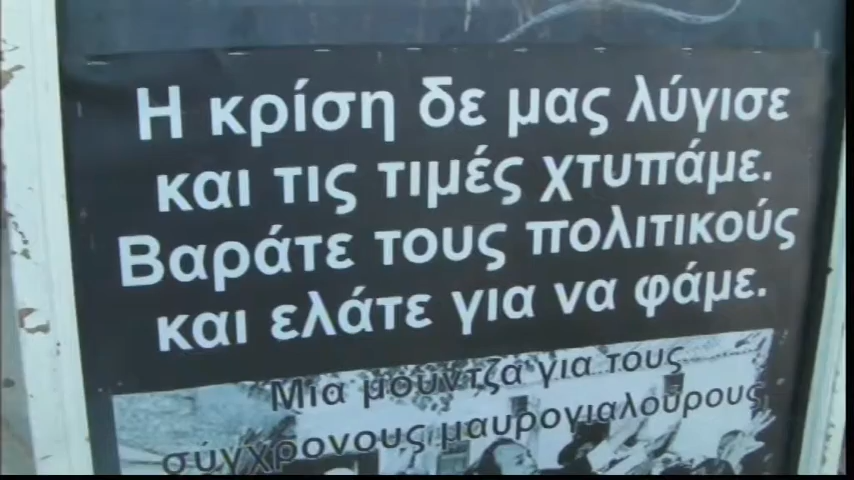 Η κρίση δε μας λύγισε
και τις τιμές χτυπάμε.
Βαράτε τους πολιτικούς
και ελάτε για να φάμε.
Μια μούντζα για τους
σύγχρονους μαυρογιαλούρους